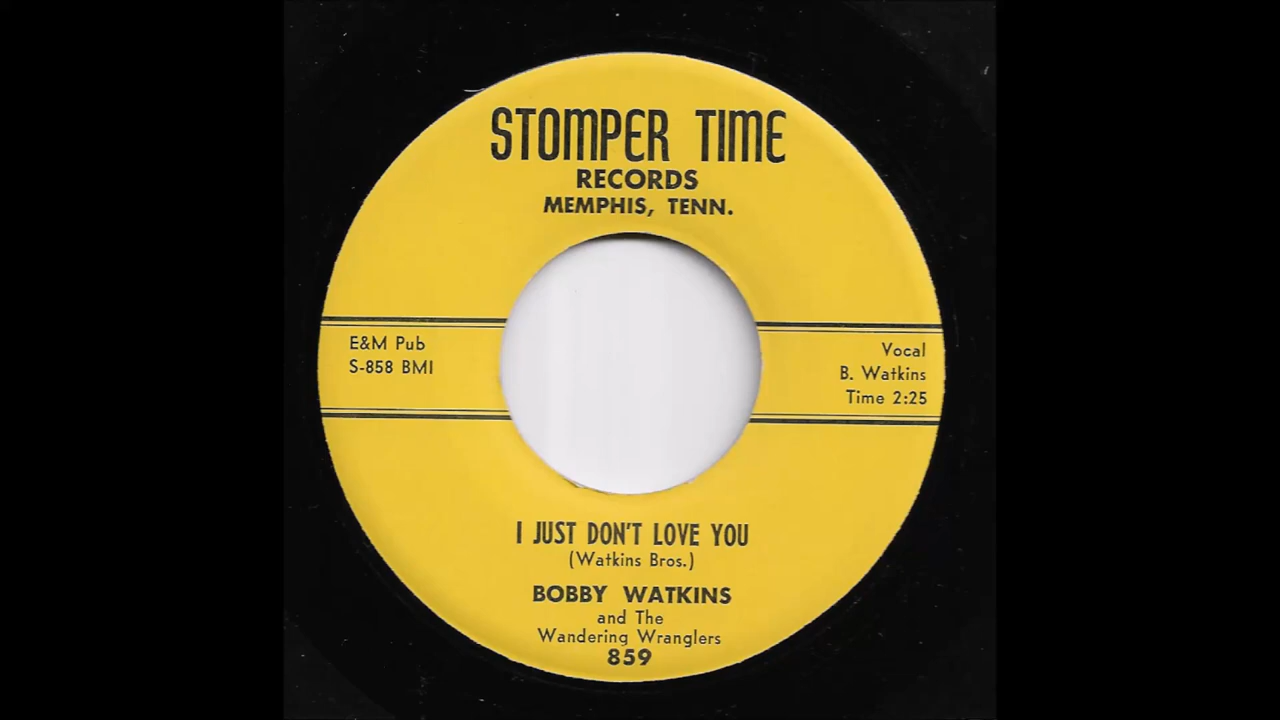 STOMPER TIME
RECORDS
MEMPHIS, TENN.
E&M Pub
S-858 BMI
Vocal
B. Watkins
Time 2:25
I JUST DON'T LOVE YOU
(Watkins Bros.)
BOBBY WATKINS
and The
Wandering Wranglers
859